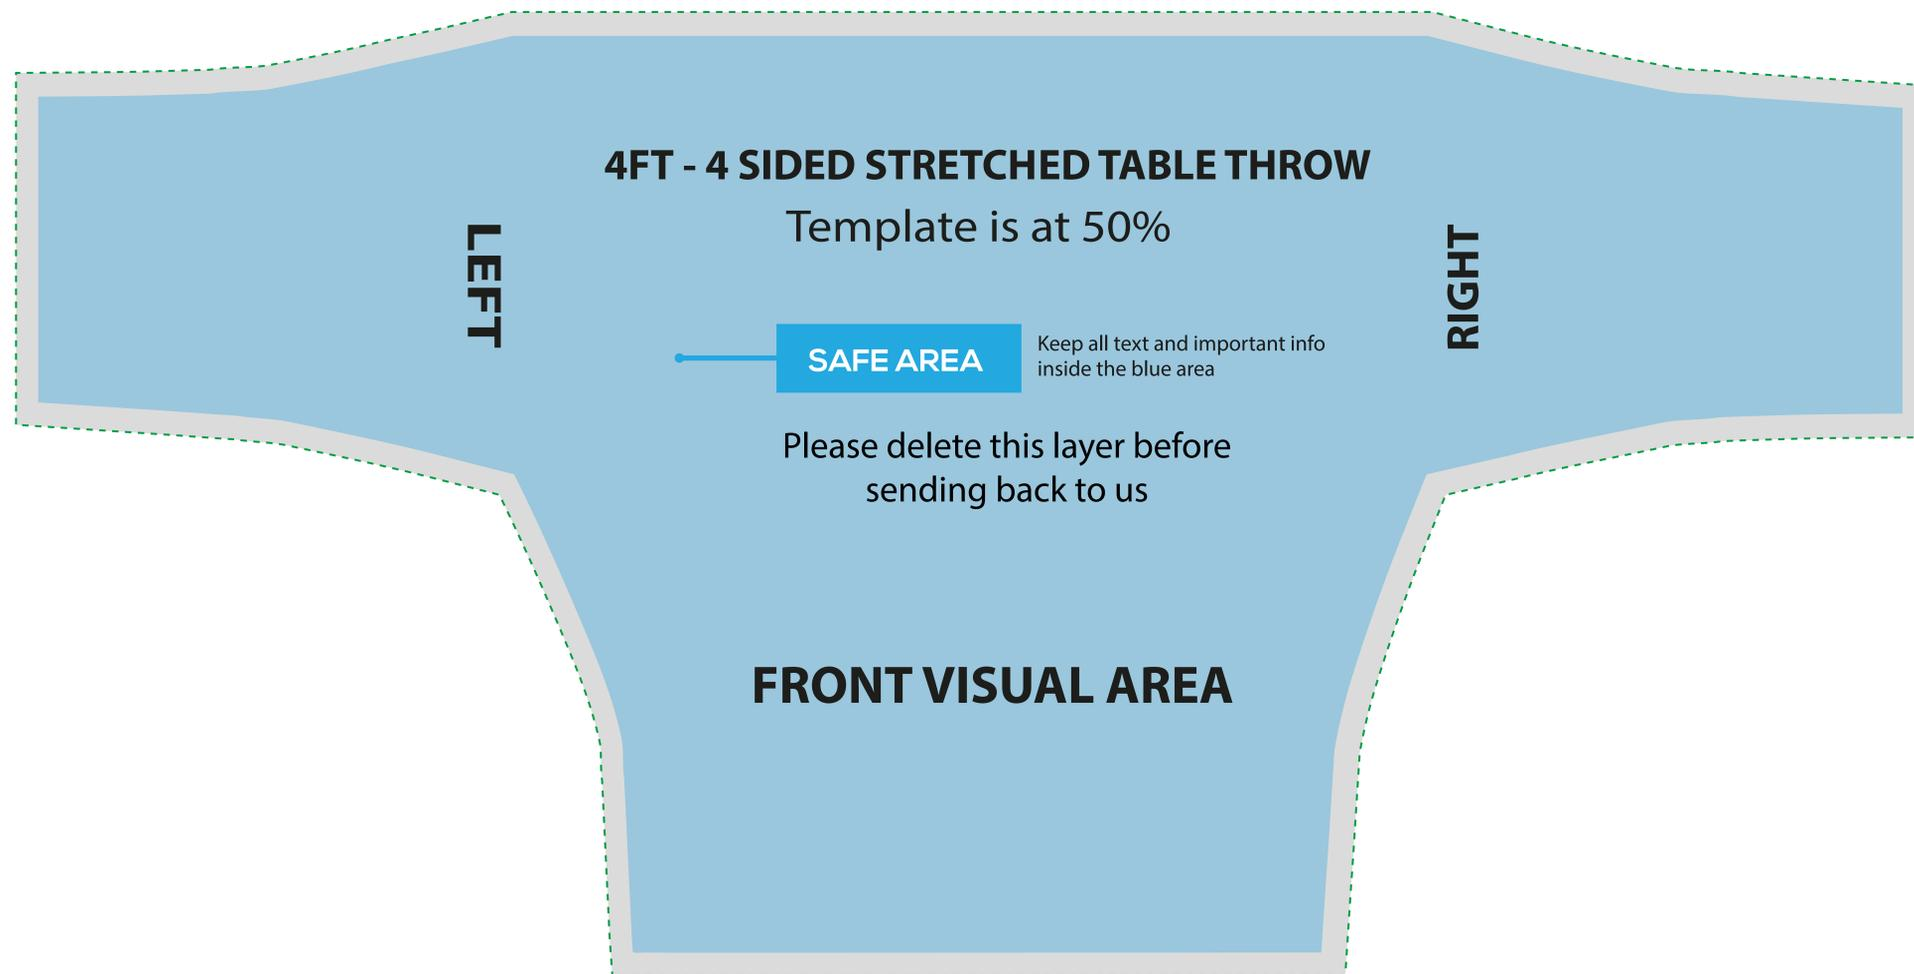 4FT - 4 SIDED STRETCHED TABLE THROW
Template is at 50%
LEFT
RIGHT
SAFE AREA
Keep all text and important info
inside the blue area
Please delete this layer before
sending back to us
FRONT VISUAL AREA